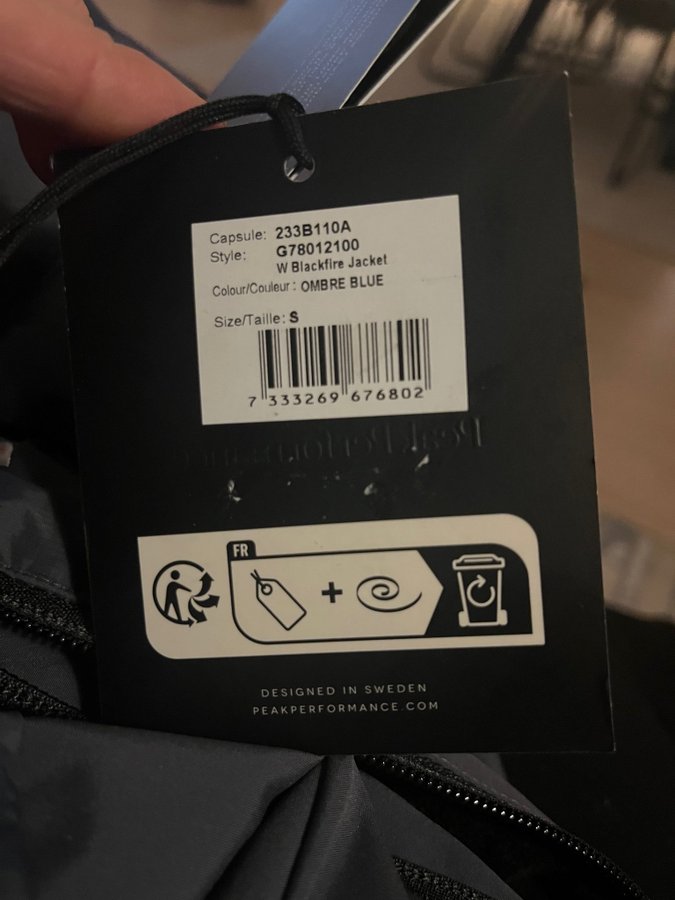 Capsule: 233B110A
Style: G78012100
W Blackfire Jacket
Colour/Couleur : OMBRE BLUE
Size/Taille: S
7 333269 676802
FR
DESIGNED IN SWEDEN
PEAKPERFORMANCE.COM